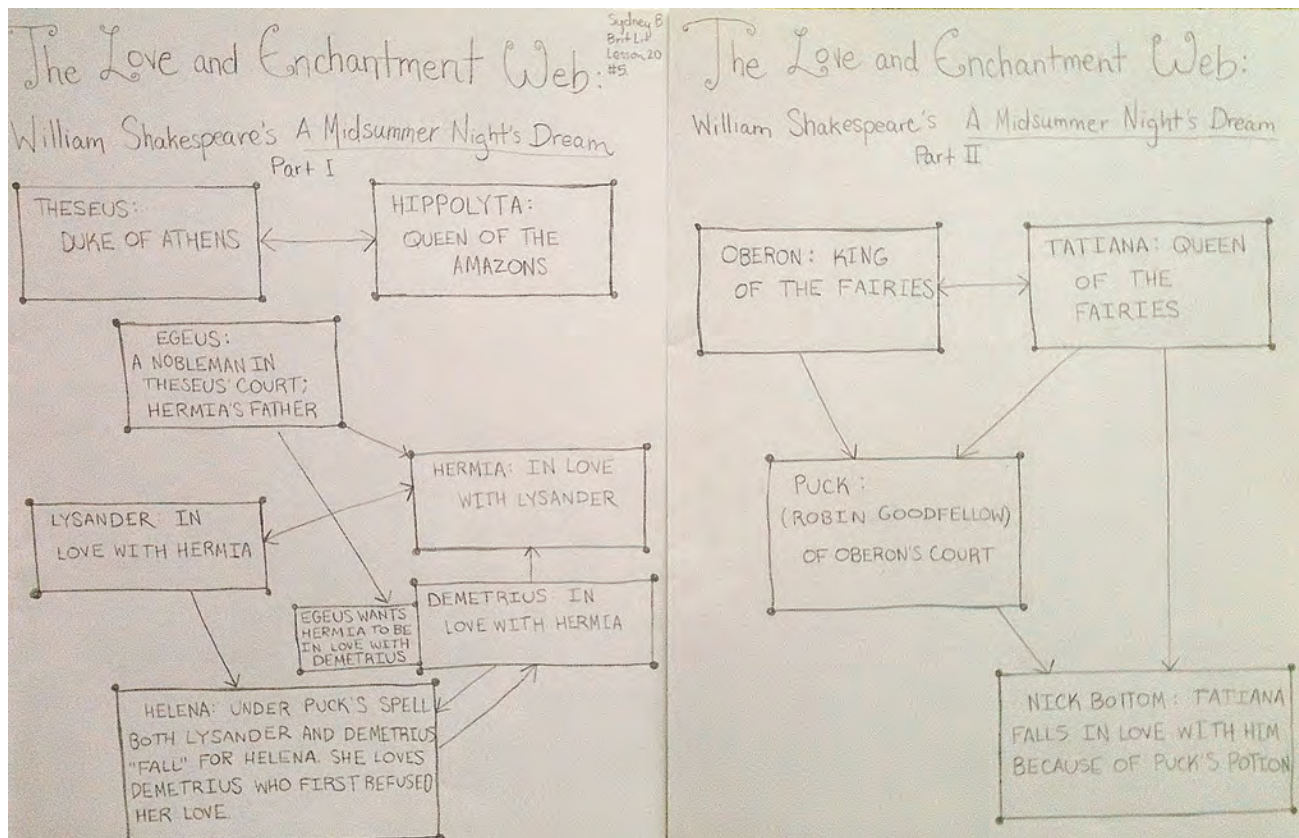 The Love and Enchantment Web:
Sydney B
Brit Lit
Lesson 20
#5
William Shakespeare's A Midsummer Night's Dream
Part I
THESEUS:
DUKE OF ATHENS
HIPPOLYTA:
QUEEN OF THE
AMAZONS
EGEUS:
A NOBLEMAN IN
THESEUS' COURT;
HERMIA'S FATHER
HERMIA: IN LOVE
WITH LYSANDER
LYSANDER: IN
LOVE WITH HERMIA
EGEUS WANTS
HERMIA TO BE
IN LOVE WITH
DEMETRIUS
DEMETRIUS: IN
LOVE WITH HERMIA
HELENA: UNDER PUCK'S SPELL
BOTH LYSANDER AND DEMETRIUS
"FALL" FOR HELENA. SHE LOVES
DEMETRIUS WHO FIRST REFUSED
HER LOVE.
The Love and Enchantment Web:
William Shakespeare's A Midsummer Night's Dream
Part II
OBERON: KING
OF THE FAIRIES
TATIANA: QUEEN
OF THE
FAIRIES
PUCK:
(ROBIN GOODFELLOW)
OF OBERON'S COURT
NICK BOTTOM: TATIANA
FALLS IN LOVE WITH HIM
BECAUSE OF PUCK'S POTION